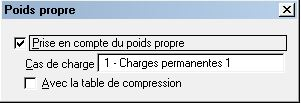 Poids propre
Prise en compte du poids propre
Cas de charge 1 - Charges permanentes 1
Avec la table de compression